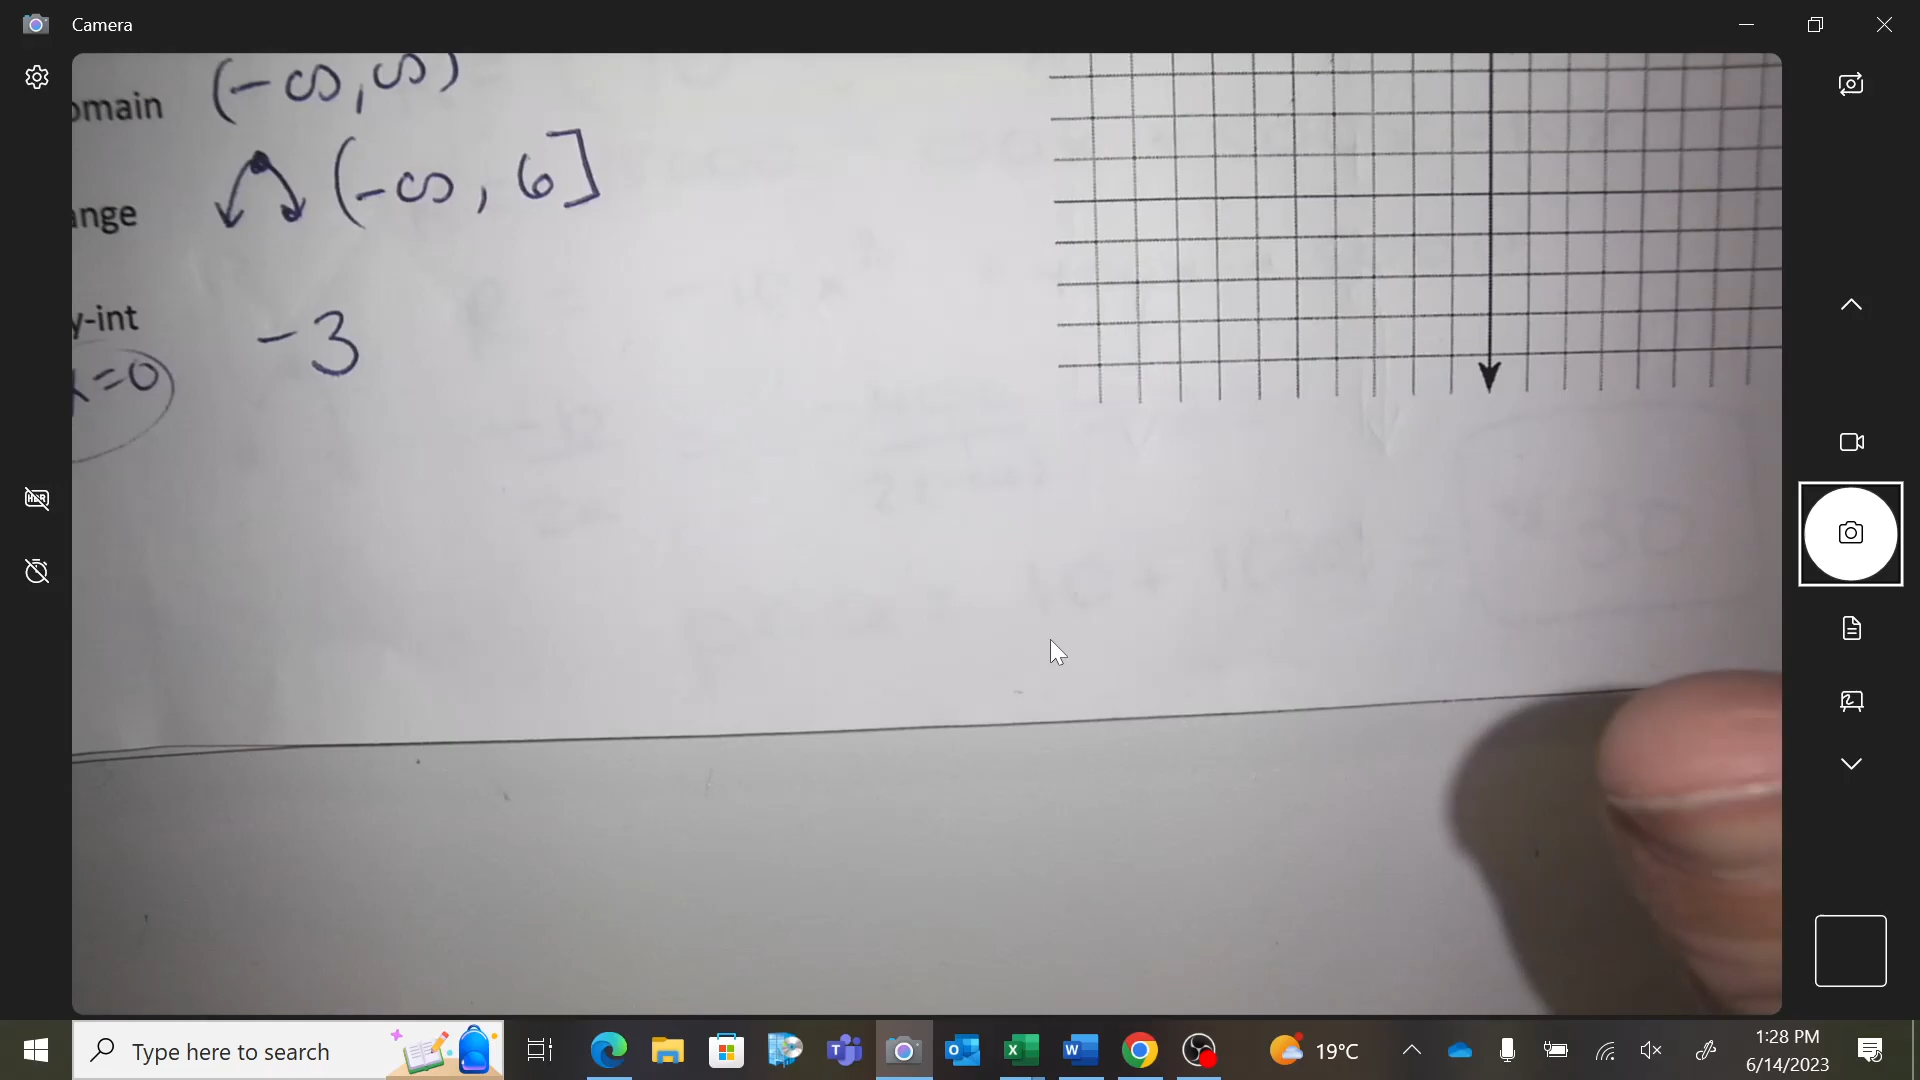 Camera
omain (-∞,∞)
ange (-∞, 6]
y-int -3
x=0
Type here to search
19°C
1:28 PM
6/14/2023